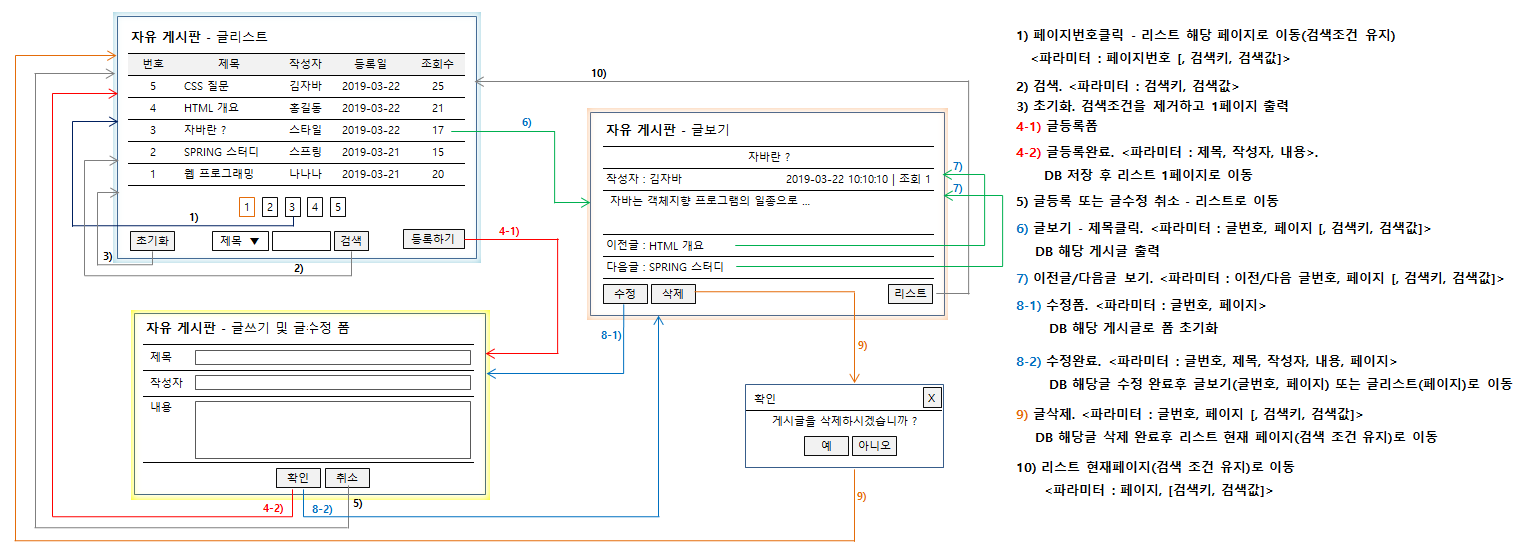 자유 게시판 - 글리스트
번호 제목 작성자 등록일 조회수
5 CSS 질문 김자바 2019-03-22 25
4 HTML 개요 홍길동 2019-03-22 21
3 자바란 ? 스타일 2019-03-22 17
2 SPRING 스터디 스프링 2019-03-21 15
1 웹 프로그래밍 나나나 2019-03-21 20
1 2 3 4 5
1)
초기화 제목 ▼ 검색 등록하기
3)
2)
4-1)
10)
6)
자유 게시판 - 글보기
자바란 ?
작성자 : 김자바 2019-03-22 10:10:10 | 조회 1
자바는 객체지향 프로그램의 일종으로 ...
이전글 : HTML 개요
다음글 : SPRING 스터디
수정 삭제 리스트
7)
7)
8-1)
9)
자유 게시판 - 글쓰기 및 글수정 폼
제목
작성자
내용
확인 취소
4-2)
8-2)
5)
확인 X
게시글을 삭제하시겠습니까 ?
예 아니오
9)
1) 페이지번호클릭 - 리스트 해당 페이지로 이동(검색조건 유지)
<파라미터 : 페이지번호 [, 검색키, 검색값]>
2) 검색. <파라미터 : 검색키, 검색값>
3) 초기화. 검색조건을 제거하고 1페이지 출력
4-1) 글등록폼
4-2) 글등록완료. <파라미터 : 제목, 작성자, 내용>.
DB 저장 후 리스트 1페이지로 이동
5) 글등록 또는 글수정 취소 - 리스트로 이동
6) 글보기 - 제목클릭. <파라미터 : 글번호, 페이지 [, 검색키, 검색값]>
DB 해당 게시글 출력
7) 이전글/다음글 보기. <파라미터 : 이전/다음 글번호, 페이지 [, 검색키, 검색값]>
8-1) 수정폼. <파라미터 : 글번호, 페이지>
DB 해당 게시글로 폼 초기화
8-2) 수정완료. <파라미터 : 글번호, 제목, 작성자, 내용, 페이지>
DB 해당글 수정 완료후 글보기(글번호, 페이지) 또는 글리스트(페이지)로 이동
9) 글삭제. <파라미터 : 글번호, 페이지 [, 검색키, 검색값]>
DB 해당글 삭제 완료후 리스트 현재 페이지(검색 조건 유지)로 이동
10) 리스트 현재페이지(검색 조건 유지)로 이동
<파라미터 : 페이지, [검색키, 검색값]>